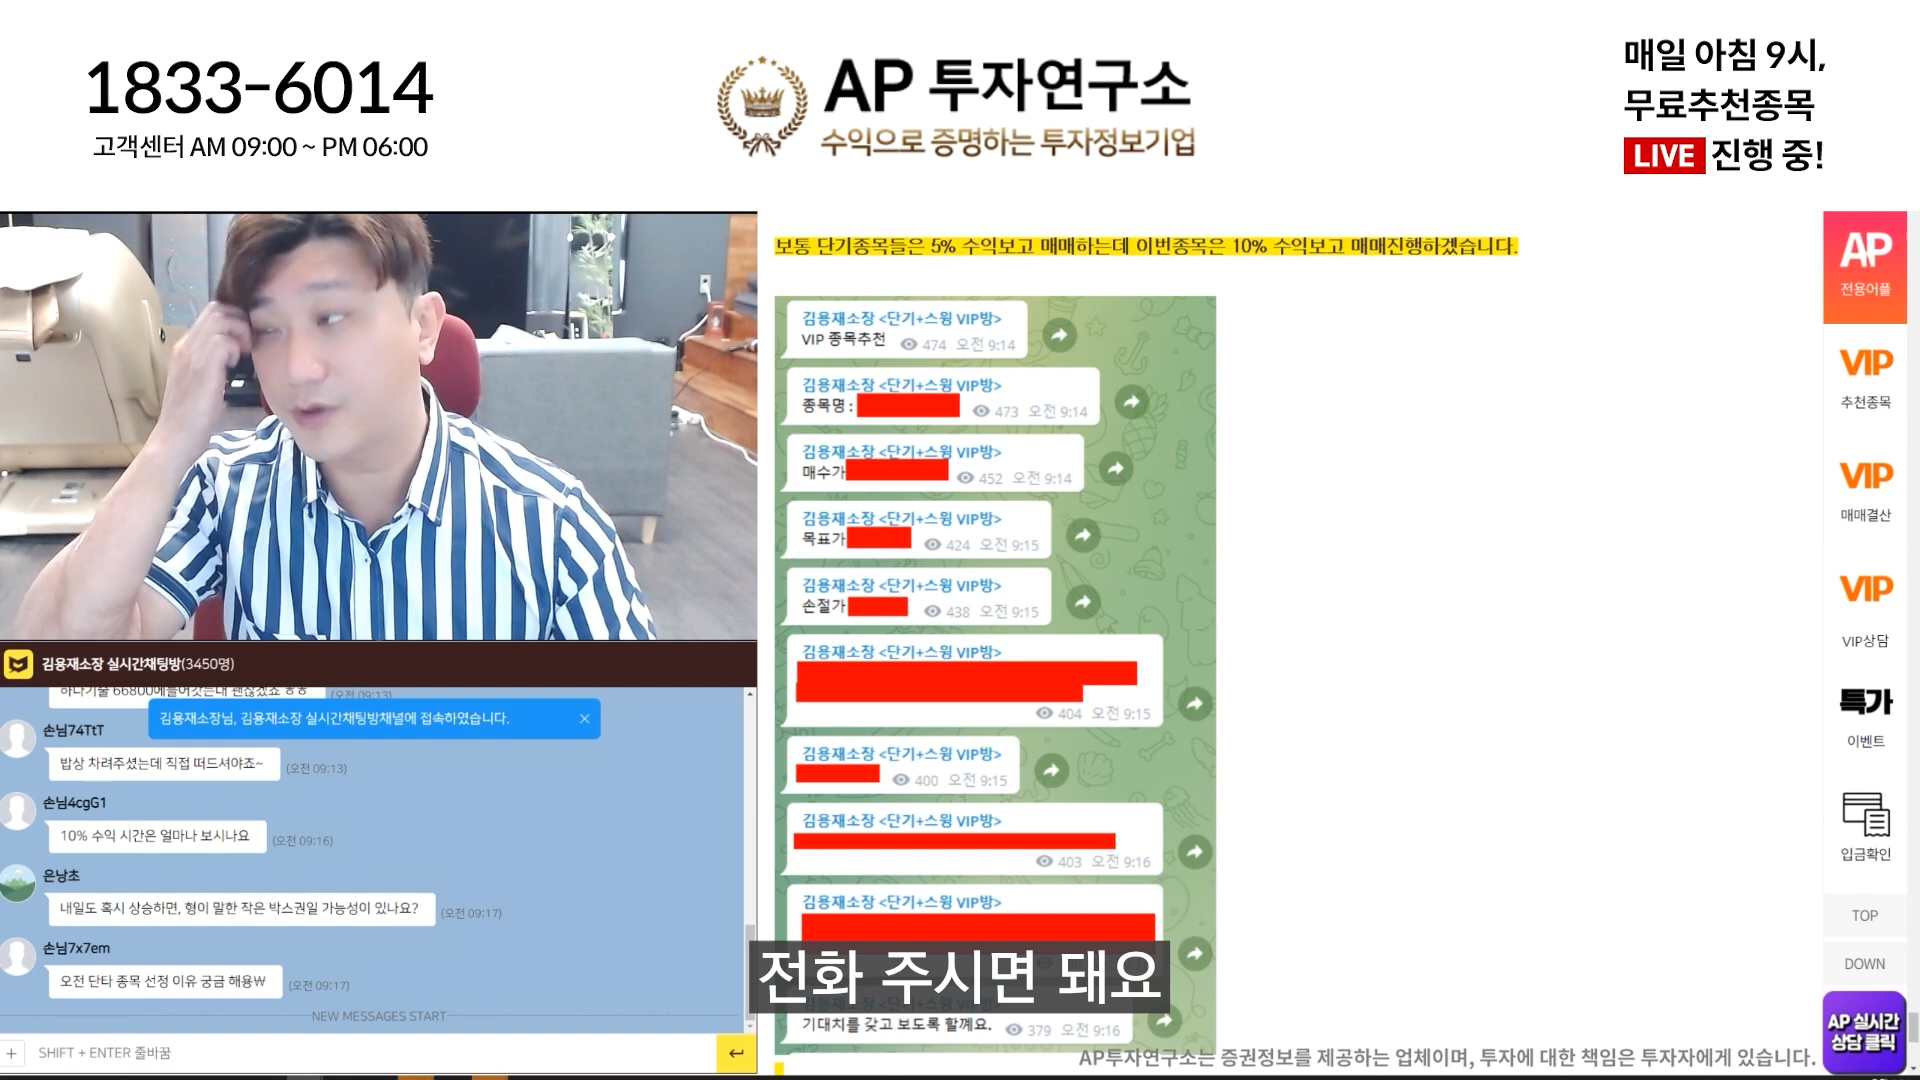 1833-6014
고객센터 AM 09:00 ~ PM 06:00
AP 투자연구소
수익으로 증명하는 투자정보기업
매일 아침 9시,
무료추천종목
LIVE 진행 중!
보통 단기종목들은 5% 수익보고 매매하는데 이번종목은 10% 수익보고 매매진행하겠습니다.
김용재소장 <단기+스윙 VIP방>
VIP 종목추천 474 오전 9:14
김용재소장 <단기+스윙 VIP방>
종목명 : 473 오전 9:14
김용재소장 <단기+스윙 VIP방>
매수가 452 오전 9:14
김용재소장 <단기+스윙 VIP방>
목표가 424 오전 9:15
김용재소장 <단기+스윙 VIP방>
손절가 438 오전 9:15
김용재소장 <단기+스윙 VIP방>
404 오전 9:15
김용재소장 <단기+스윙 VIP방>
400 오전 9:15
김용재소장 <단기+스윙 VIP방>
403 오전 9:16
김용재소장 <단기+스윙 VIP방>
기대치를 갖고 보도록 할께요. 379 오전 9:16
전화 주시면 돼요
AP투자연구소는 증권정보를 제공하는 업체이며, 투자에 대한 책임은 투자자에게 있습니다.
김용재소장 실시간채팅방(3450명)
하나기술 66800에들어갓는대 괜찮겠죠 ㅎㅎ (오전 09:13)
김용재소장님, 김용재소장 실시간채팅방채널에 접속하였습니다. ×
손님74TtT
밥상 차려주셨는데 직접 떠드셔야죠~ (오전 09:13)
손님4cgG1
10% 수익 시간은 얼마나 보시나요 (오전 09:16)
은낭초
내일도 혹시 상승하면, 형이 말한 작은 박스권일 가능성이 있나요? (오전 09:17)
손님7x7em
오전 단타 종목 선정 이유 궁금 해용₩ (오전 09:17)
NEW MESSAGES START
+ SHIFT + ENTER 줄바꿈
AP
전용어플
VIP
추천종목
VIP
매매결산
VIP
VIP상담
특가
이벤트
입금확인
TOP
DOWN
AP 실시간
상담 클릭